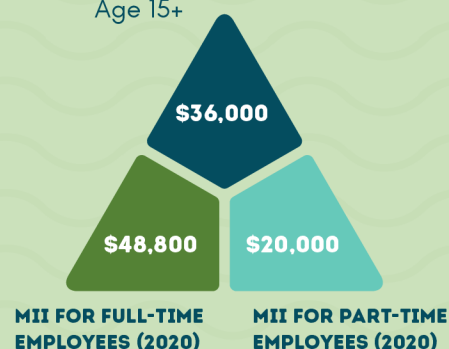 Age 15+
$36,000
$48,800
$20,000
MII FOR FULL-TIME
EMPLOYEES (2020)
MII FOR PART-TIME
EMPLOYEES (2020)